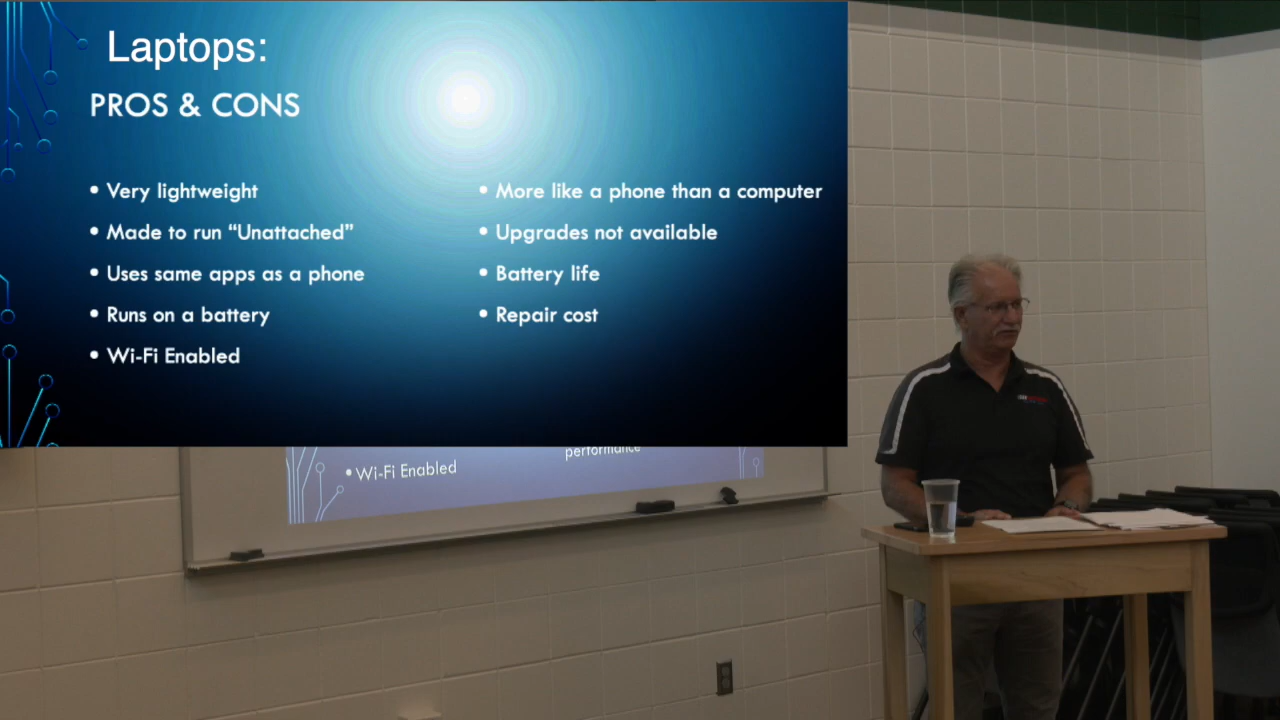 Laptops:
PROS & CONS
• Very lightweight
• Made to run “Unattached”
• Uses same apps as a phone
• Runs on a battery
• Wi-Fi Enabled
• More like a phone than a computer
• Upgrades not available
• Battery life
• Repair cost
performance
• Wi-Fi Enabled